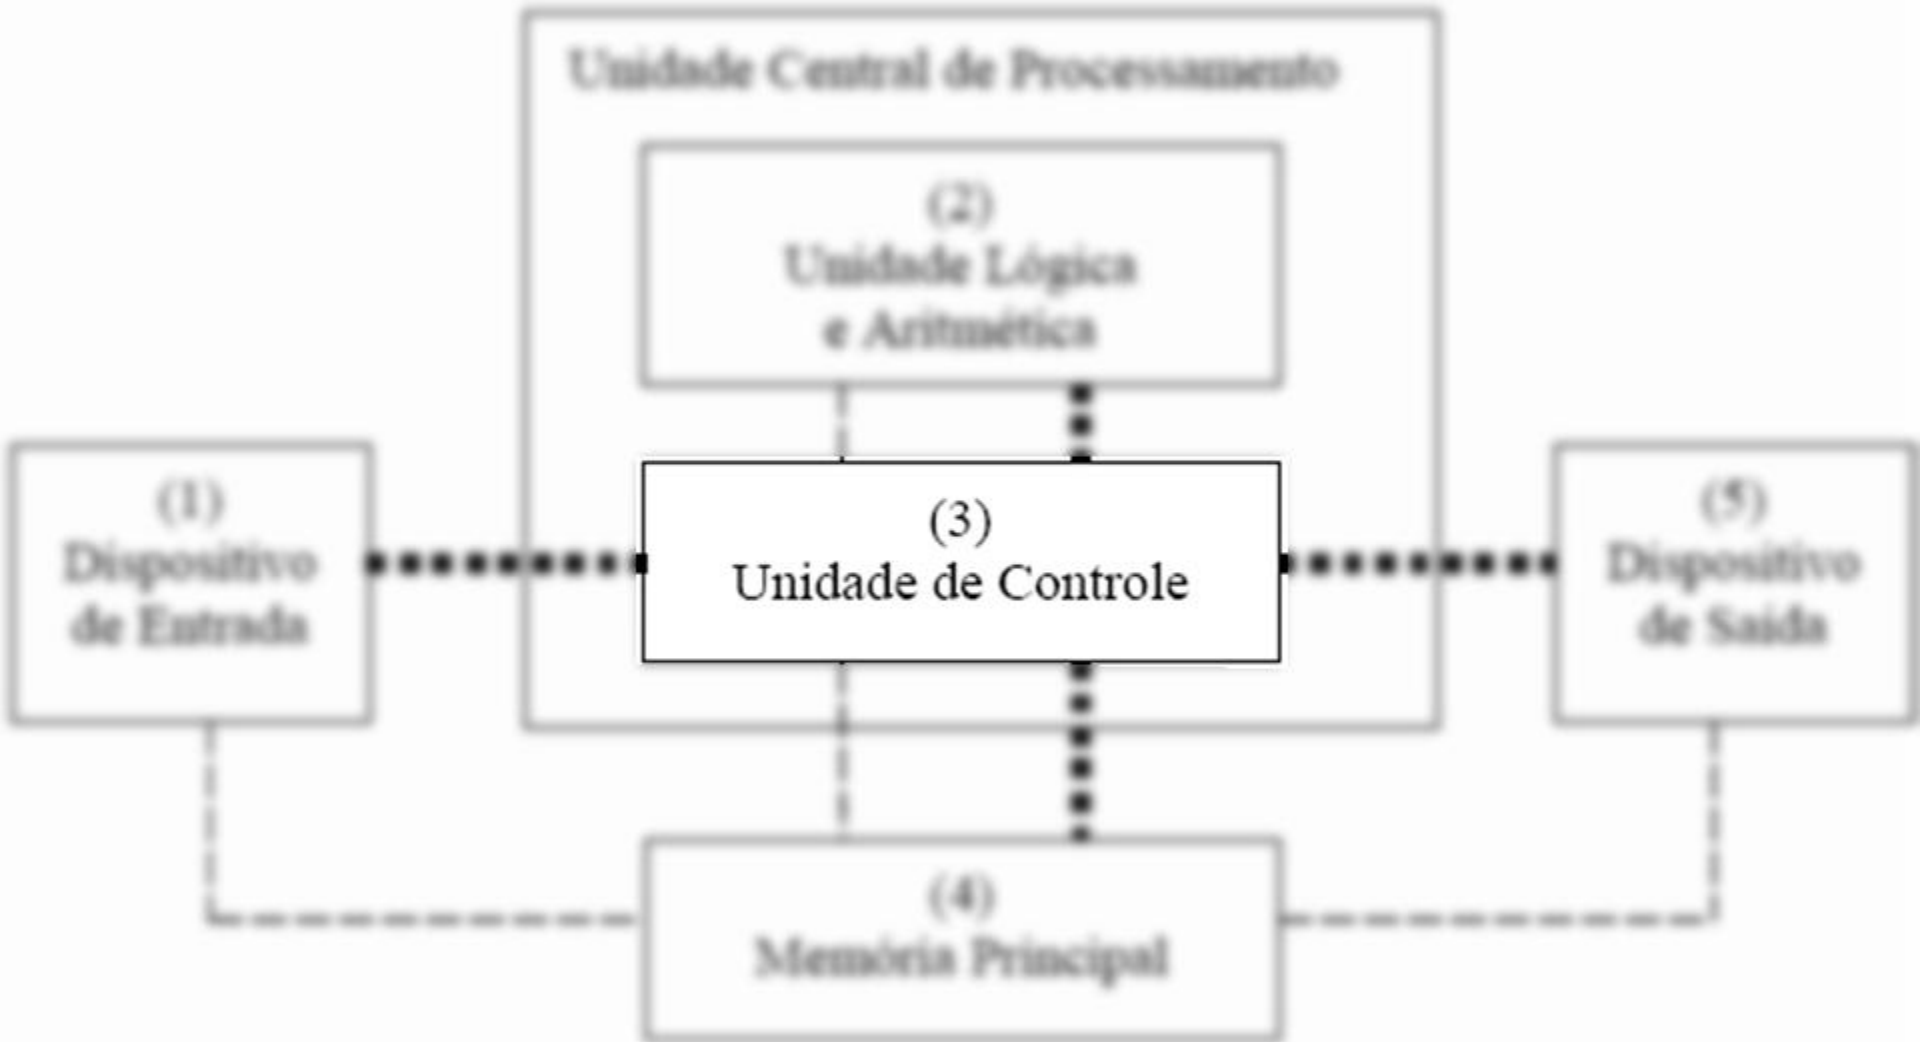 Unidade Central de Processamento
(2)
Unidade Lógica
e Aritmética
(1)
Dispositivo
de Entrada
(3)
Unidade de Controle
(5)
Dispositivo
de Saída
(4)
Memória Principal